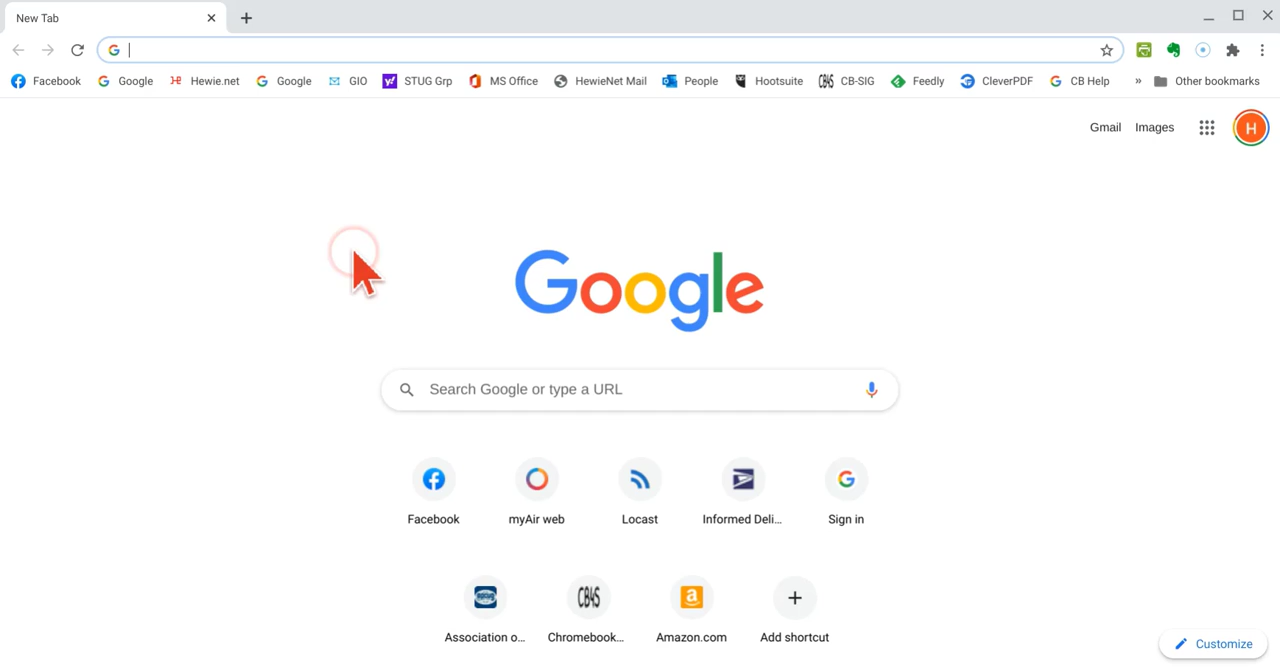 New Tab
Facebook Google Hewie.net Google GIO STUG Grp MS Office HewieNet Mail People Hootsuite CB-SIG Feedly CleverPDF CB Help » Other bookmarks
Gmail Images H
Google
Search Google or type a URL
Facebook myAir web Locast Informed Deli... Sign in
CB4S
Association o... Chromebook... Amazon.com Add shortcut
Customize